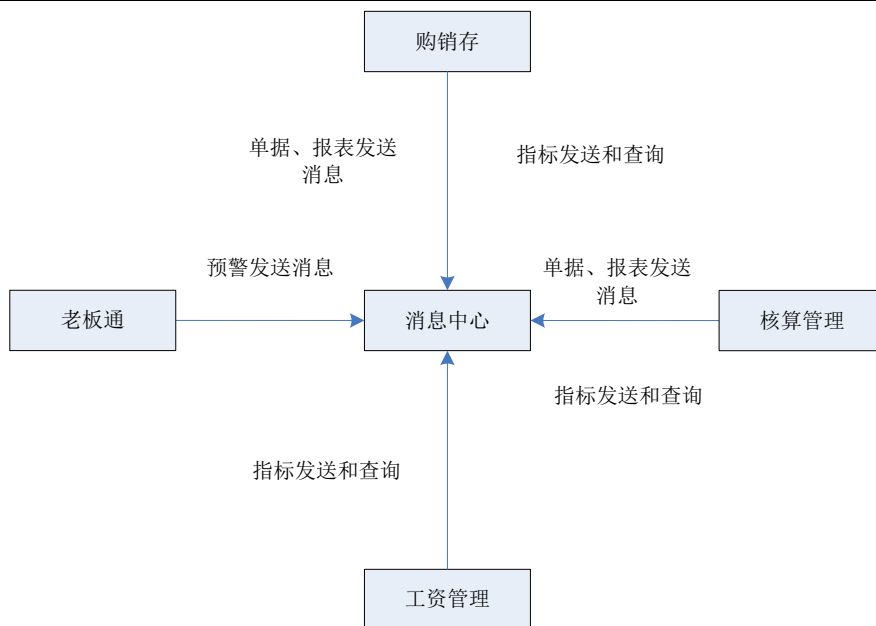 购销存
单据、报表发送
消息
指标发送和查询
预警发送消息
单据、报表发送
消息
老板通
消息中心
核算管理
指标发送和查询
指标发送和查询
工资管理